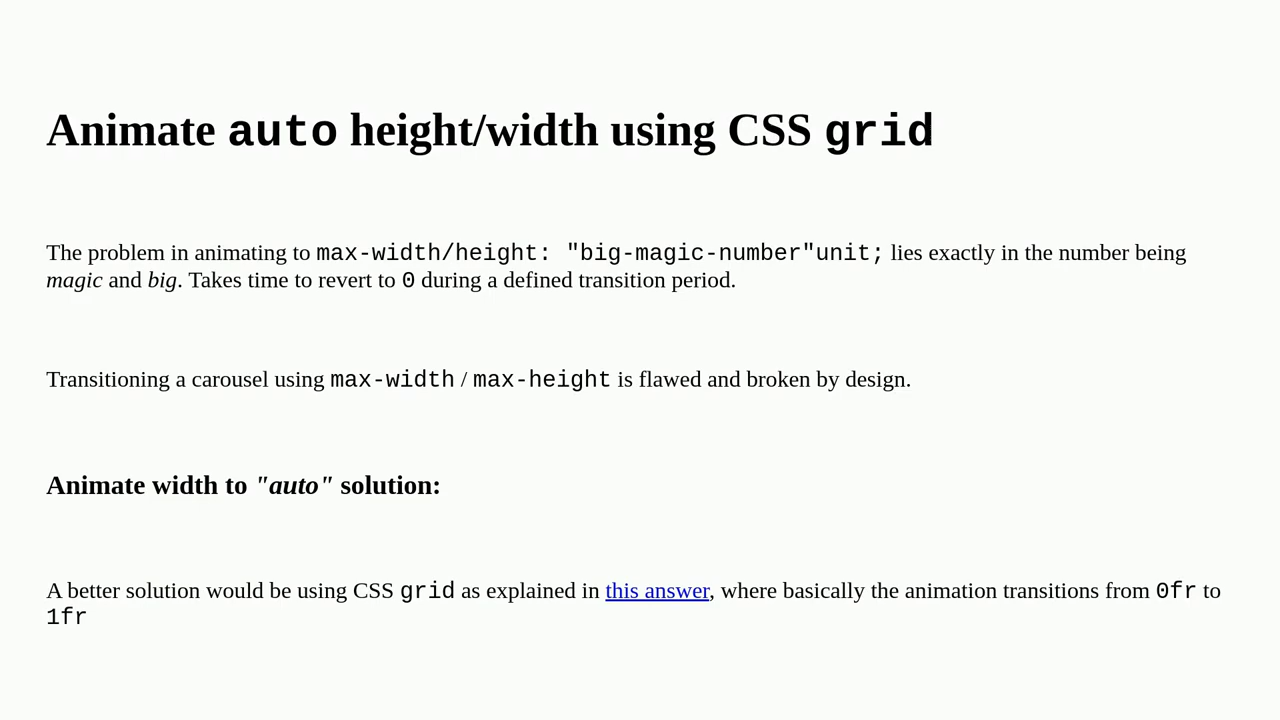 Animate auto height/width using CSS grid
The problem in animating to max-width/height: "big-magic-number"unit; lies exactly in the number being
magic and big. Takes time to revert to 0 during a defined transition period.
Transitioning a carousel using max-width / max-height is flawed and broken by design.
Animate width to "auto" solution:
A better solution would be using CSS grid as explained in this answer, where basically the animation transitions from 0fr to
1fr